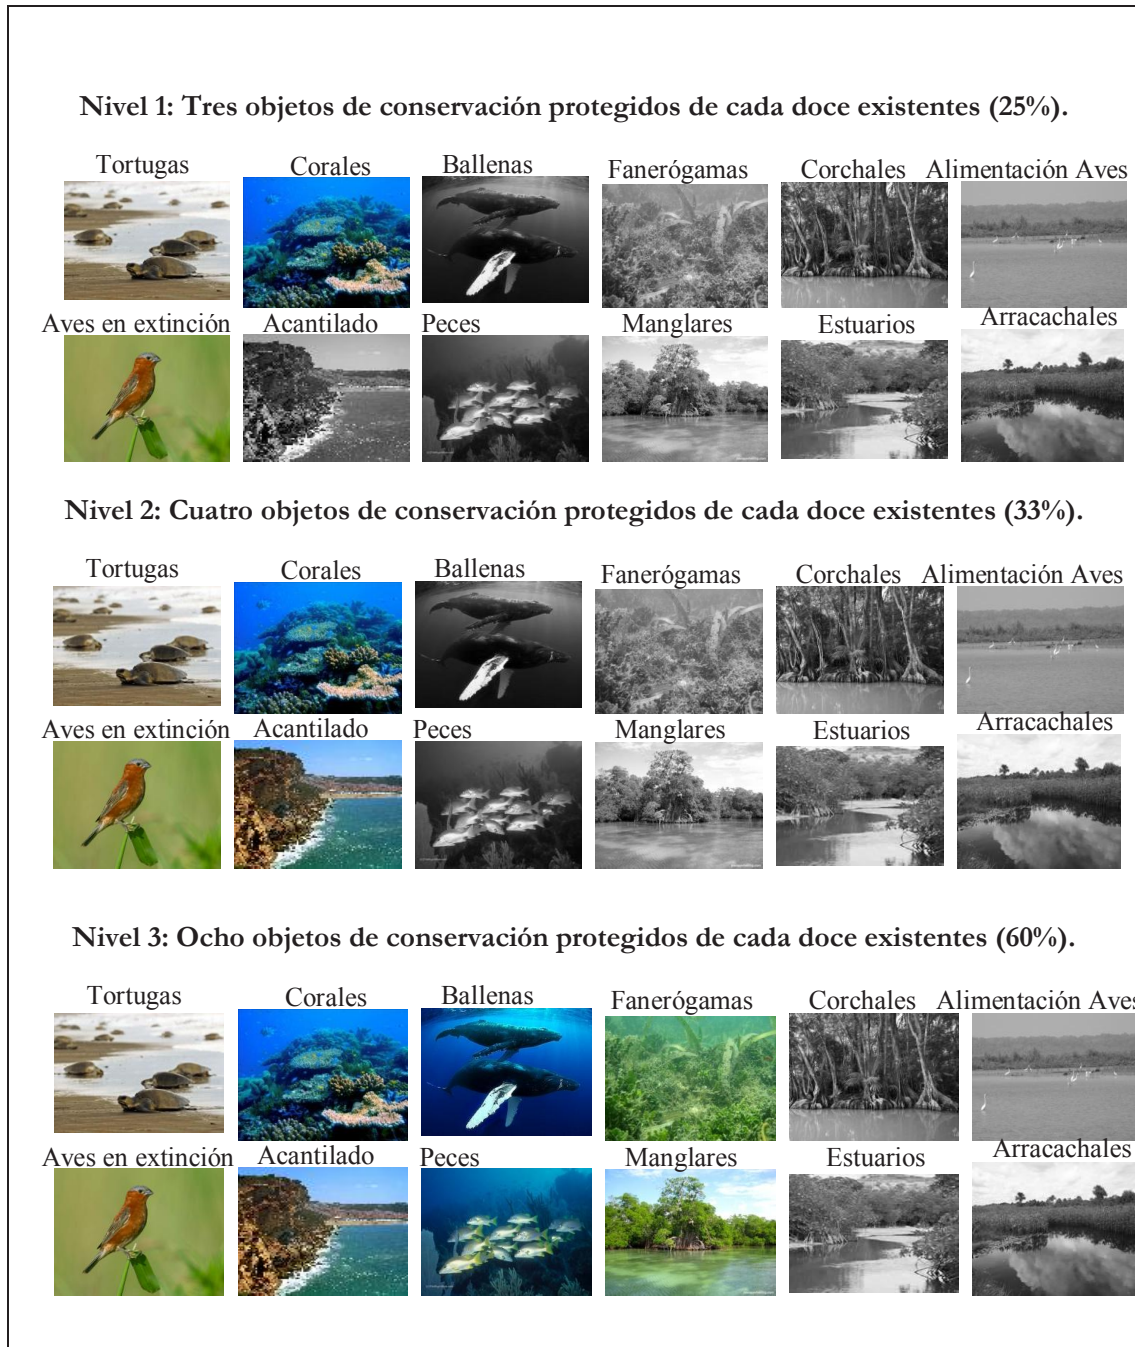 Nivel 1: Tres objetos de conservación protegidos de cada doce existentes (25%).
Tortugas Corales Ballenas Fanerógamas Corchales Alimentación Aves
Aves en extinción Acantilado Peces Manglares Estuarios Arracachales
Nivel 2: Cuatro objetos de conservación protegidos de cada doce existentes (33%).
Tortugas Corales Ballenas Fanerógamas Corchales Alimentación Aves
Aves en extinción Acantilado Peces Manglares Estuarios Arracachales
Nivel 3: Ocho objetos de conservación protegidos de cada doce existentes (60%).
Tortugas Corales Ballenas Fanerógamas Corchales Alimentación Aves
Aves en extinción Acantilado Peces Manglares Estuarios Arracachales